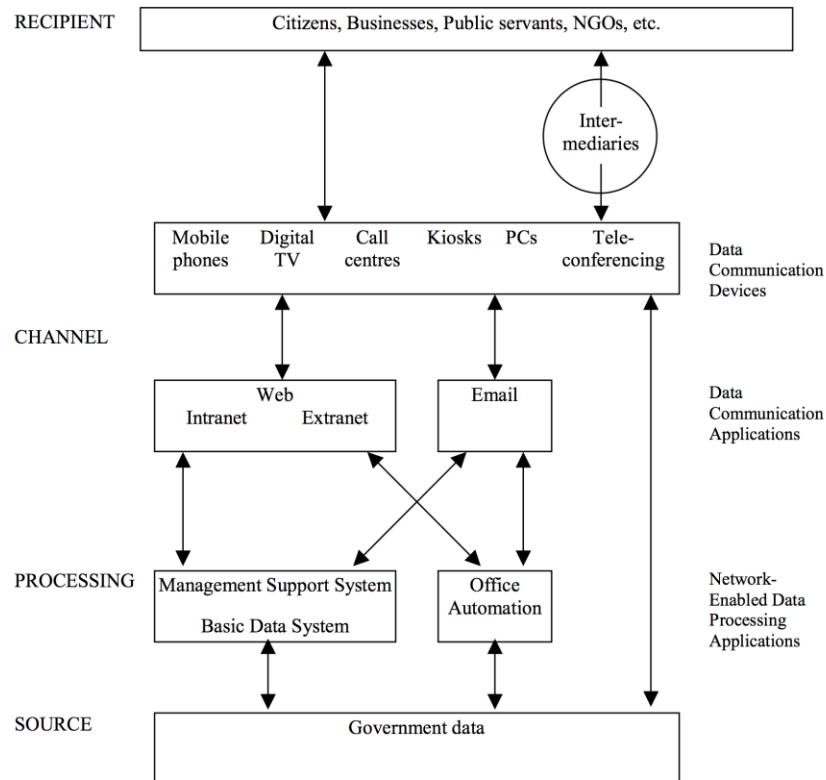 RECIPIENT
Citizens, Businesses, Public servants, NGOs, etc.
Inter-
mediaries
Mobile Digital Call Kiosks PCs Tele-
phones TV centres conferencing
Data
Communication
Devices
CHANNEL
Web
Intranet Extranet
Email
Data
Communication
Applications
PROCESSING
Management Support System
Basic Data System
Office
Automation
Network-
Enabled Data
Processing
Applications
SOURCE
Government data